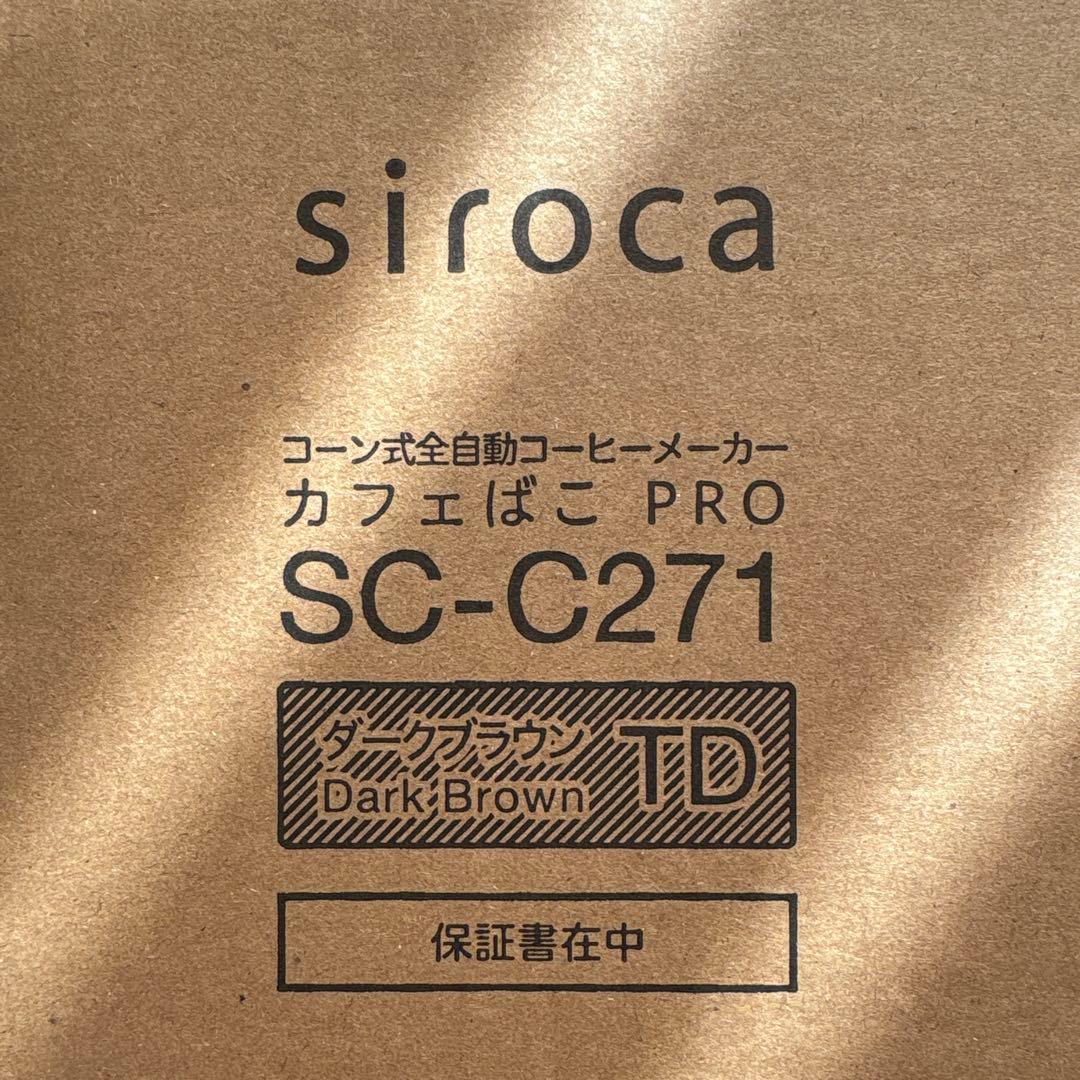 siroca
コーン式全自動コーヒーメーカー
カフェばこ PRO
SC-C271
ダークブラウン
Dark Brown
TD
保証書在中